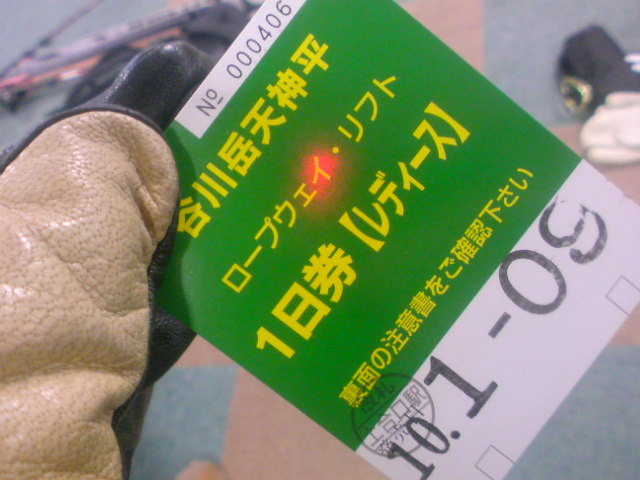 No 000406
谷川岳天神平
ロープウェイ・リフト
1日券【レディース】
裏面の注意書をご確認下さい
10.1-09